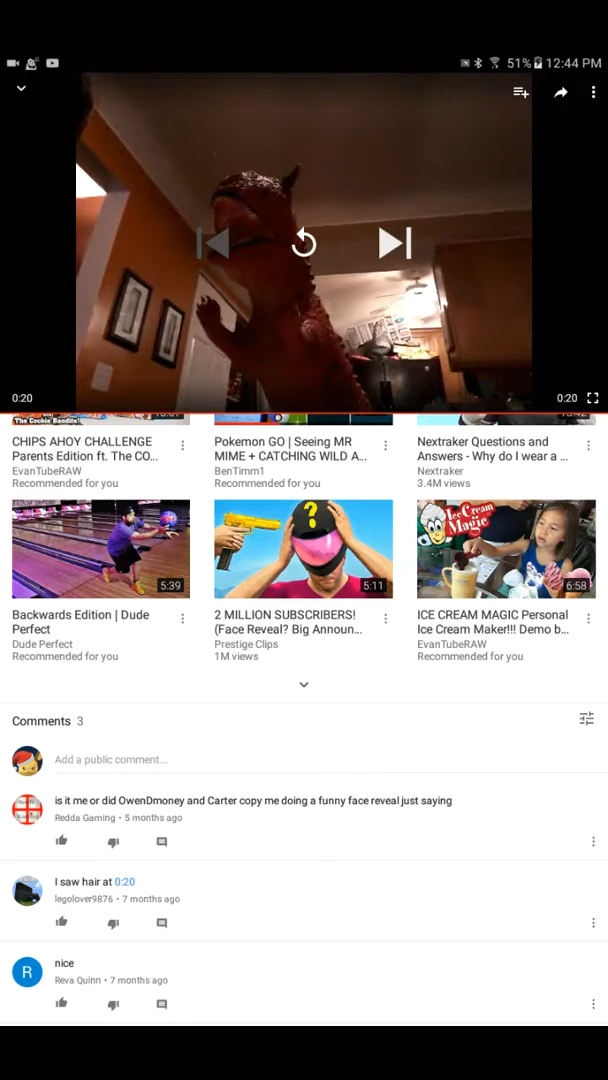 51% 12:44 PM
0:20 0:20
The Cookie Bandits!!
CHIPS AHOY CHALLENGE
Parents Edition ft. The CO...
EvanTubeRAW
Recommended for you
Pokemon GO | Seeing MR
MIME + CATCHING WILD A...
BenTimm1
Recommended for you
Nextraker Questions and
Answers - Why do I wear a ...
Nextraker
3.4M views
5:39
Backwards Edition | Dude
Perfect
Dude Perfect
Recommended for you
?
5:11
2 MILLION SUBSCRIBERS!
(Face Reveal? Big Announ...
Prestige Clips
1M views
Ice Cream
Magic
6:58
ICE CREAM MAGIC Personal
Ice Cream Maker!!! Demo b...
EvanTubeRAW
Recommended for you
Comments 3
Add a public comment...
is it me or did OwenDmoney and Carter copy me doing a funny face reveal just saying
Redda Gaming • 5 months ago
I saw hair at 0:20
legolover9876 • 7 months ago
R
nice
Reva Quinn • 7 months ago